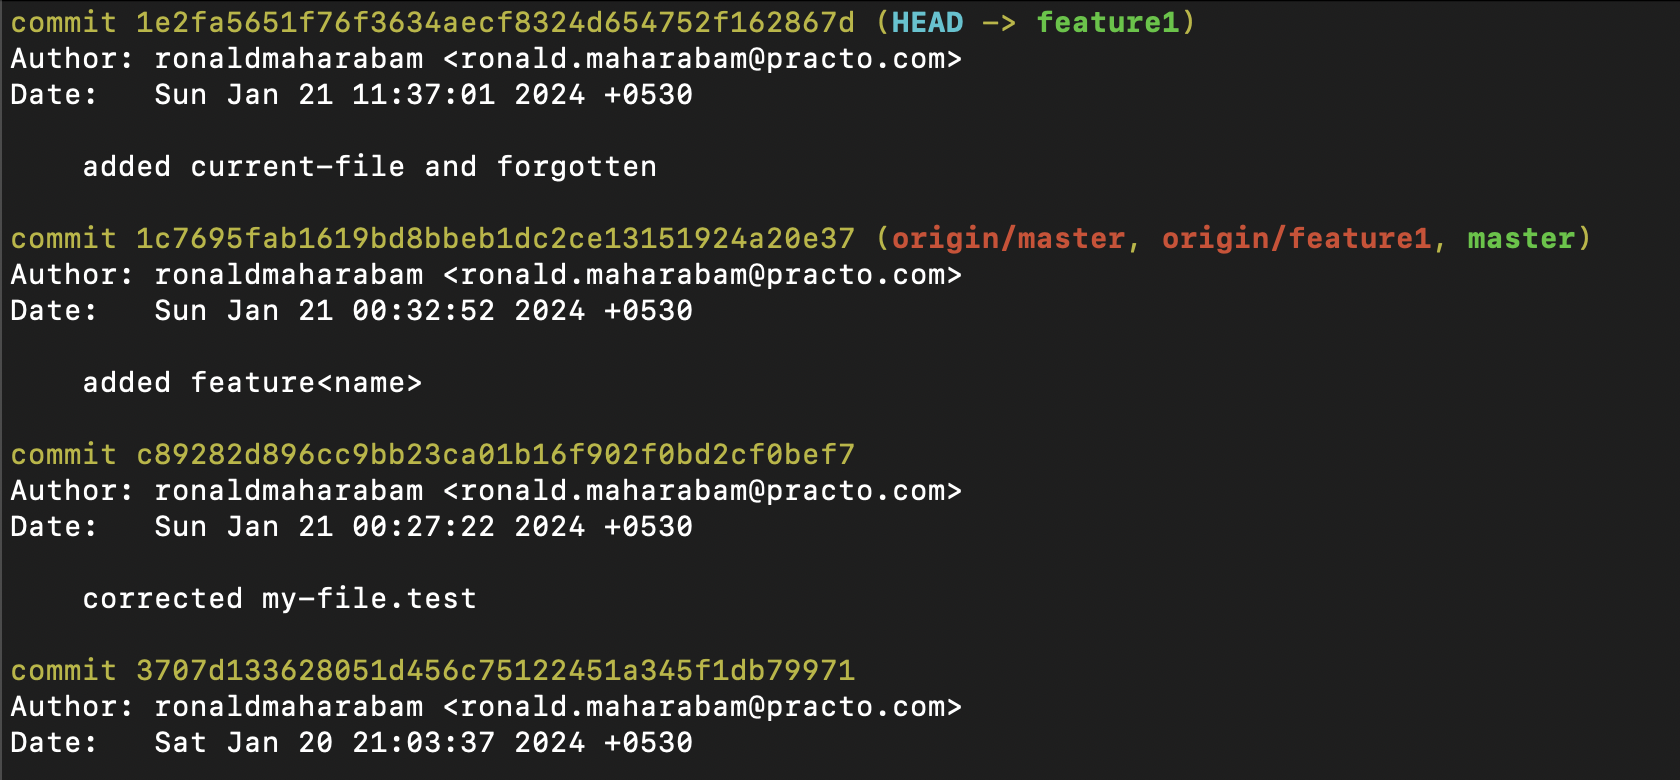 commit 1e2fa5651f76f3634aecf8324d654752f162867d (HEAD -> feature1)
Author: ronaldmaharabam <ronald.maharabam@practo.com>
Date:   Sun Jan 21 11:37:01 2024 +0530
    added current-file and forgotten
commit 1c7695fab1619bd8bbeb1dc2ce13151924a20e37 (origin/master, origin/feature1, master)
Author: ronaldmaharabam <ronald.maharabam@practo.com>
Date:   Sun Jan 21 00:32:52 2024 +0530
    added feature<name>
commit c89282d896cc9bb23ca01b16f902f0bd2cf0bef7
Author: ronaldmaharabam <ronald.maharabam@practo.com>
Date:   Sun Jan 21 00:27:22 2024 +0530
    corrected my-file.test
commit 3707d133628051d456c75122451a345f1db79971
Author: ronaldmaharabam <ronald.maharabam@practo.com>
Date:   Sat Jan 20 21:03:37 2024 +0530